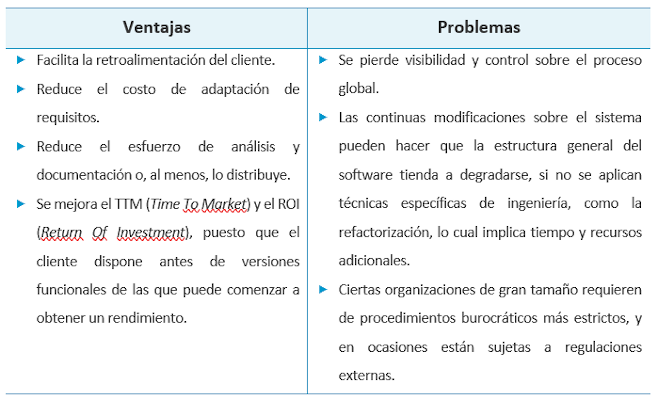 Ventajas
Facilita la retroalimentación del cliente.
Reduce el costo de adaptación de
requisitos.
Reduce el esfuerzo de análisis y
documentación o, al menos, lo distribuye.
Se mejora el TTM (Time To Market) y el ROI
(Return Of Investment), puesto que el
cliente dispone antes de versiones
funcionales de las que puede comenzar a
obtener un rendimiento.
Problemas
Se pierde visibilidad y control sobre el proceso
global.
Las continuas modificaciones sobre el sistema
pueden hacer que la estructura general del
software tienda a degradarse, si no se aplican
técnicas específicas de ingeniería, como la
refactorización, lo cual implica tiempo y recursos
adicionales.
Ciertas organizaciones de gran tamaño requieren
de procedimientos burocráticos más estrictos, y
en ocasiones están sujetas a regulaciones
externas.